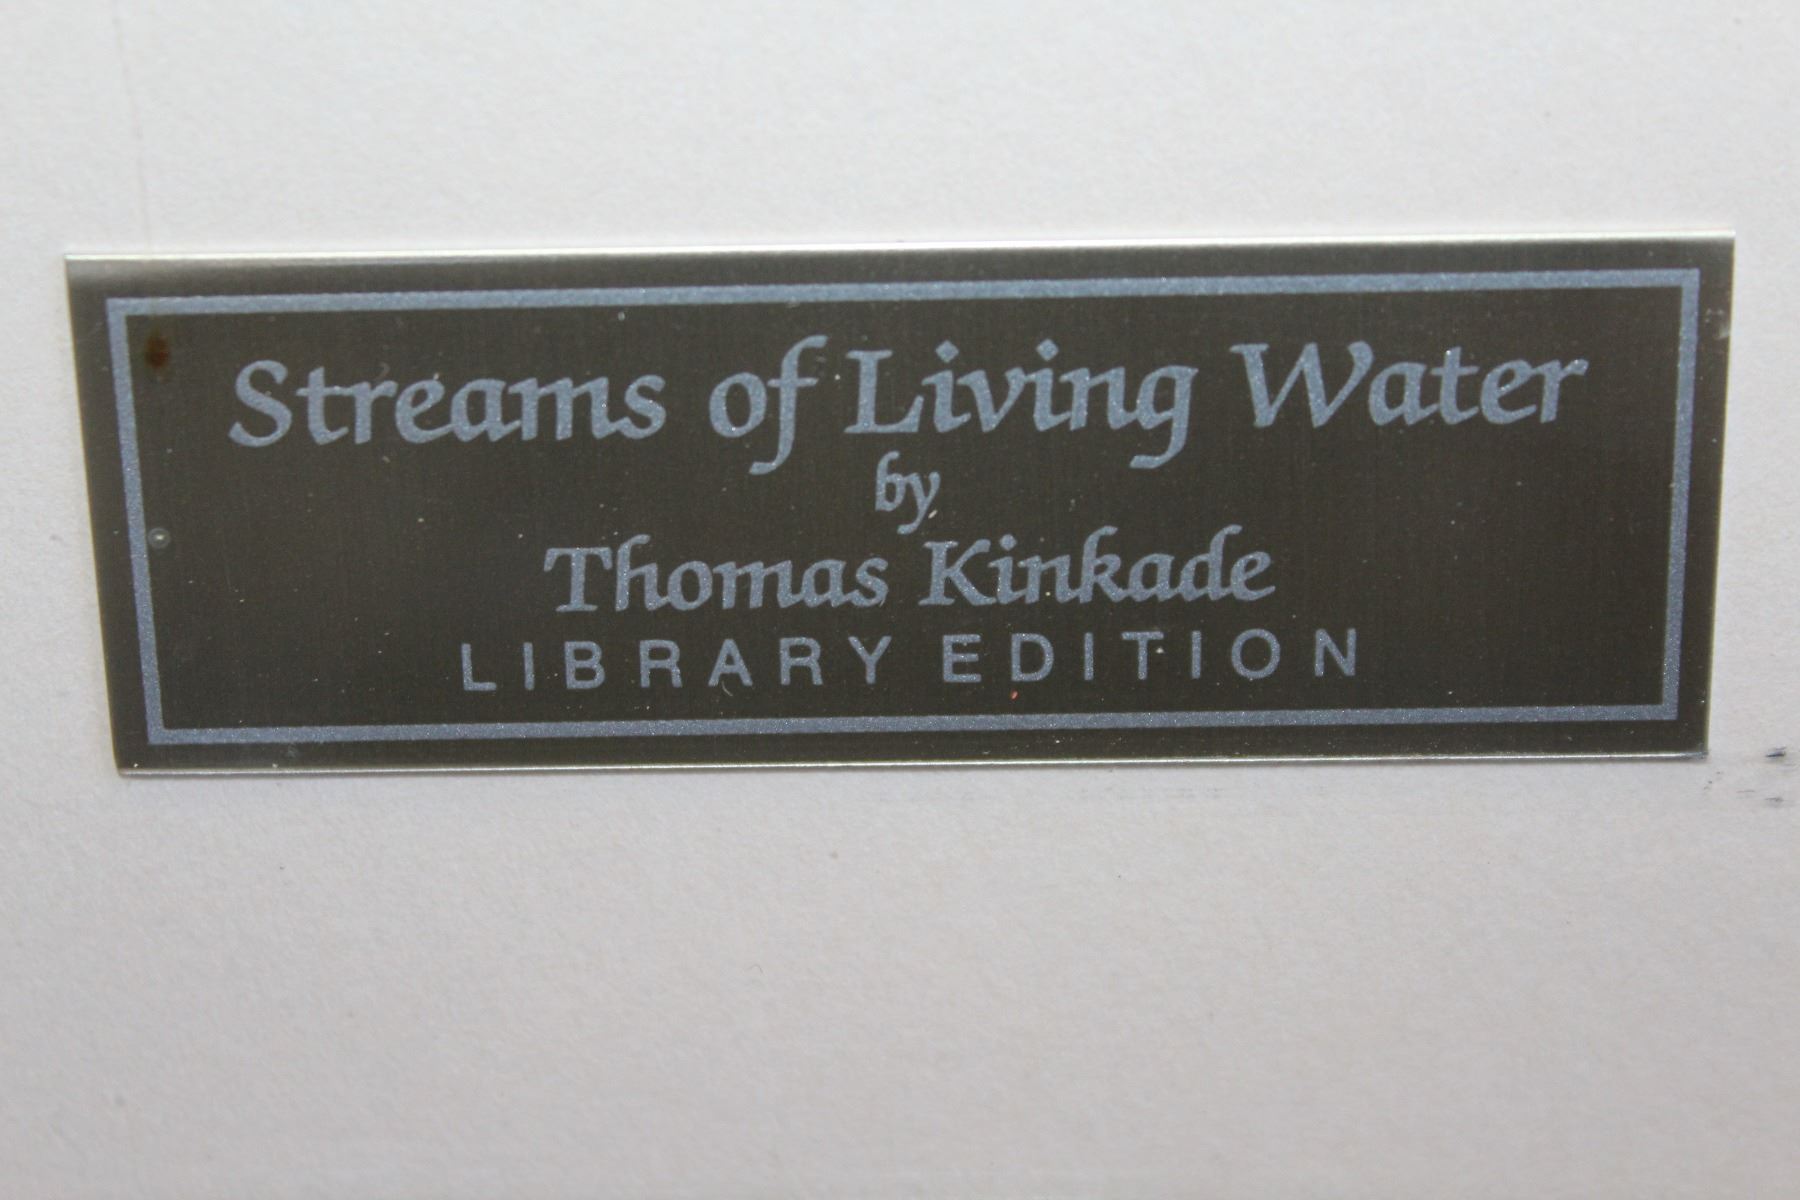 Streams of Living Water
by
Thomas Kinkade
LIBRARY EDITION